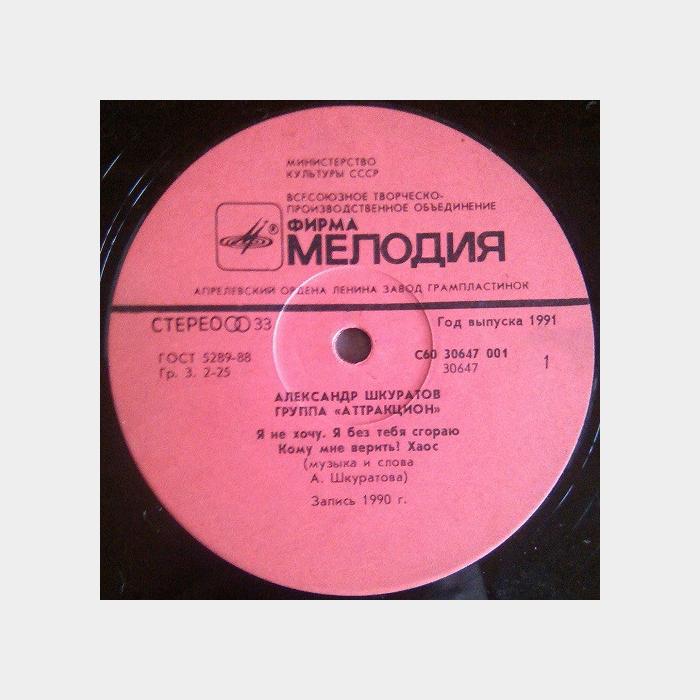 МИНИСТЕРСТВО
КУЛЬТУРЫ СССР
ВСЕСОЮЗНОЕ ТВОРЧЕСКО-
ПРОИЗВОДСТВЕННОЕ ОБЪЕДИНЕНИЕ
ФИРМА
®
МЕЛОДИЯ
АПРЕЛЕВСКИЙ ОРДЕНА ЛЕНИНА ЗАВОД ГРАМПЛАСТИНОК
СТЕРЕО 33
Год выпуска 1991
ГОСТ 5289-88
С60 30647 001
Гр. 3. 2-25
30647
1
АЛЕКСАНДР ШКУРАТОВ
ГРУППА «АТТРАКЦИОН»
Я не хочу. Я без тебя сгораю
Кому мне верить? Хаос
(музыка и слова
А. Шкуратова)
Запись 1990 г.